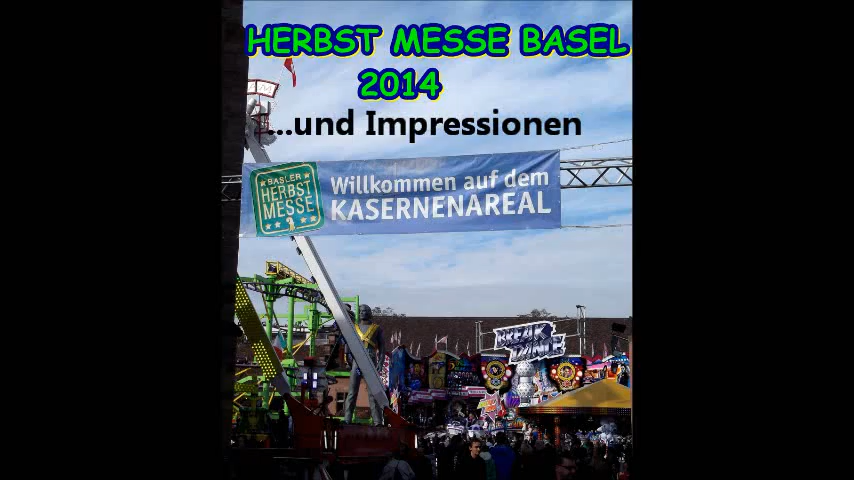 HERBST MESSE BASEL
2014
...und Impressionen
BASLER
HERBST
MESSE
Willkommen auf dem
KASERNENAREAL
BREAK
DANCE